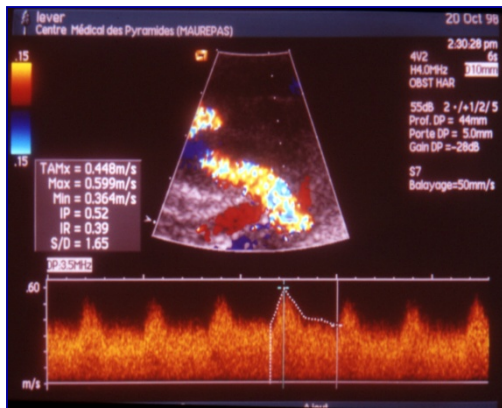 lever
Centre Médical des Pyramides (MAUREPAS)
20 Oct 98
2:30:28 pm
4V2 6s
H4.0MHz D10mm
OBST HAR
55dB 2 ·/+1/2/5
Prof. DP = 44mm
Porte DP = 5.0mm
Gain DP =-28dB
S7
Balayage=50mm/s
.15
.15
TAMx = 0.448m/s
Max = 0.599m/s
Min = 0.364m/s
IP = 0.52
IR = 0.39
S/D = 1.65
DP:3.5MHz
.60
m/s